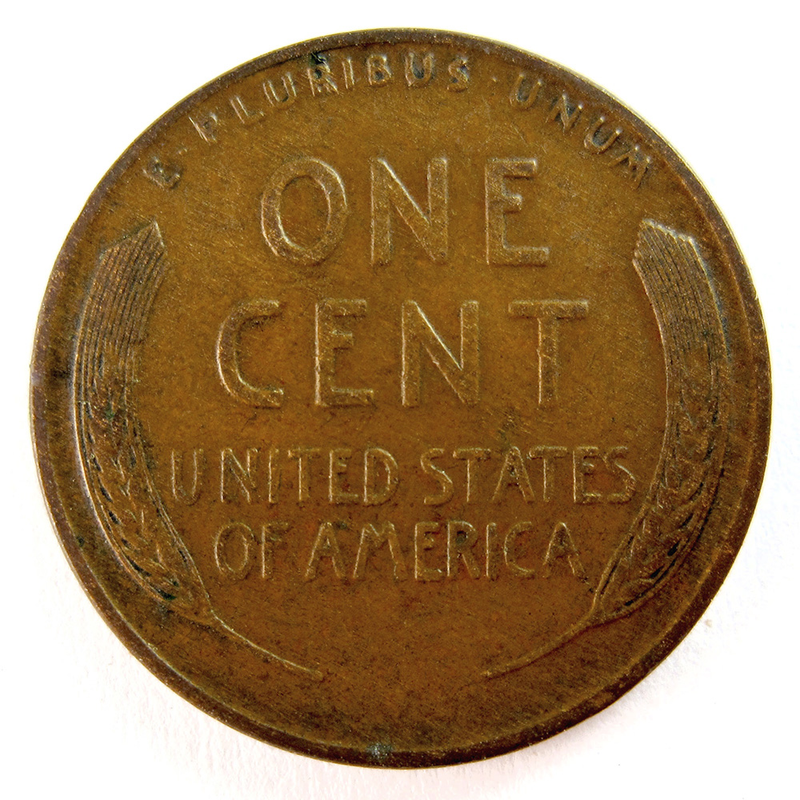 E · PLURIBUS · UNUM
ONE
CENT
UNITED STATES
OF AMERICA